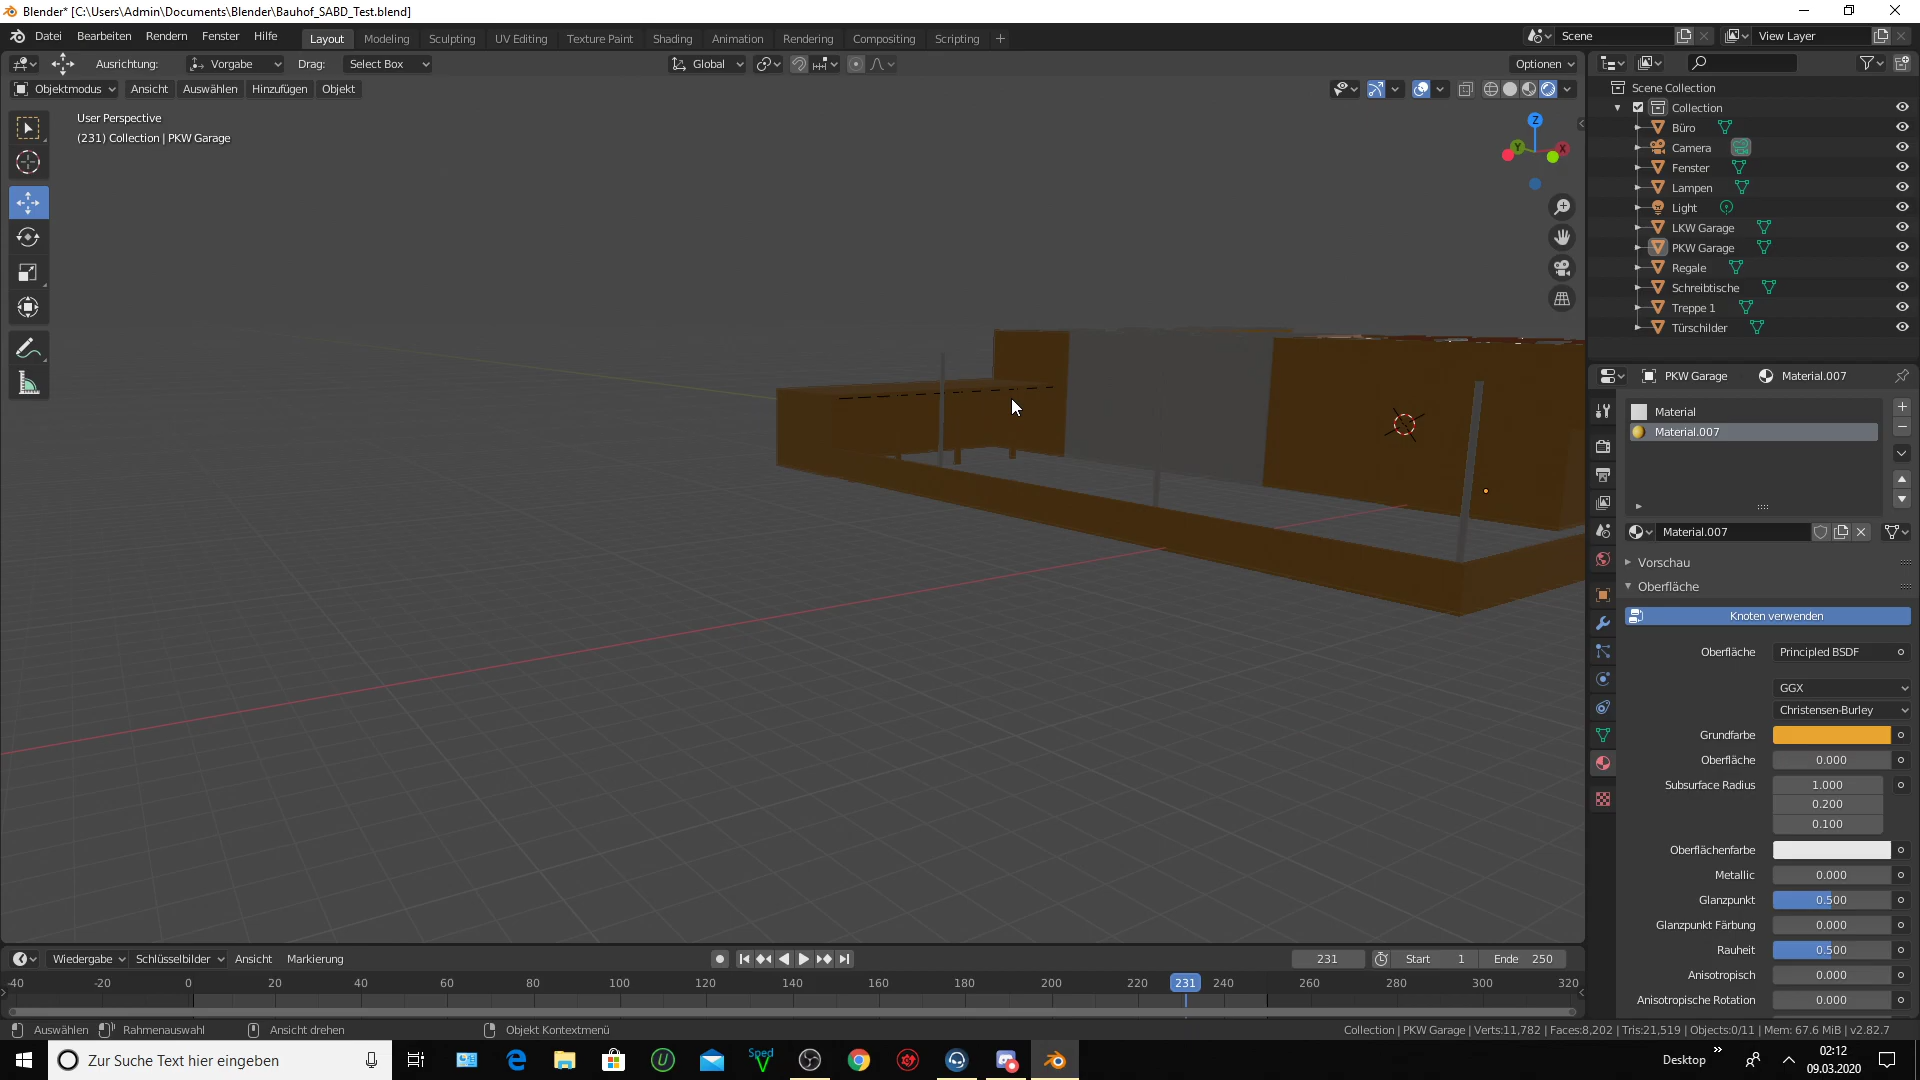 Blender* [C:\Users\Admin\Documents\Blender\Bauhof_SABD_Test.blend]
Datei Bearbeiten Rendern Fenster Hilfe Layout Modeling Sculpting UV Editing Texture Paint Shading Animation Rendering Compositing Scripting Scene View Layer
Ausrichtung: Vorgabe Drag: Select Box Global Optionen
Objektmodus Ansicht Auswählen Hinzufügen Objekt
User Perspective
(231) Collection | PKW Garage
Z
Y X
Scene Collection
Collection
Büro
Camera
Fenster
Lampen
Light
LKW Garage
PKW Garage
Regale
Schreibtische
Treppe 1
Türschilder
PKW Garage Material.007
Material
Material.007
Material.007
Vorschau
Oberfläche
Knoten verwenden
Oberfläche Principled BSDF
GGX
Christensen-Burley
Grundfarbe
Oberfläche 0.000
Subsurface Radius 1.000
0.200
0.100
Oberflächenfarbe
Metallic 0.000
Glanzpunkt 0.500
Glanzpunkt Färbung 0.000
Rauheit 0.500
Anisotropisch 0.000
Anisotropische Rotation 0.000
Wiedergabe Schlüsselbilder Ansicht Markierung 231 Start 1 Ende 250
-40 -20 0 20 40 60 80 100 120 140 160 180 200 220 231 240 260 280 300 320
Auswählen Rahmenauswahl Ansicht drehen Objekt Kontextmenü Collection | PKW Garage | Verts:11,782 | Faces:8,202 | Tris:21,519 | Objects:0/11 | Mem: 67.6 MiB | v2.82.7
Zur Suche Text hier eingeben
Sped
V
Desktop
02:12
09.03.2020